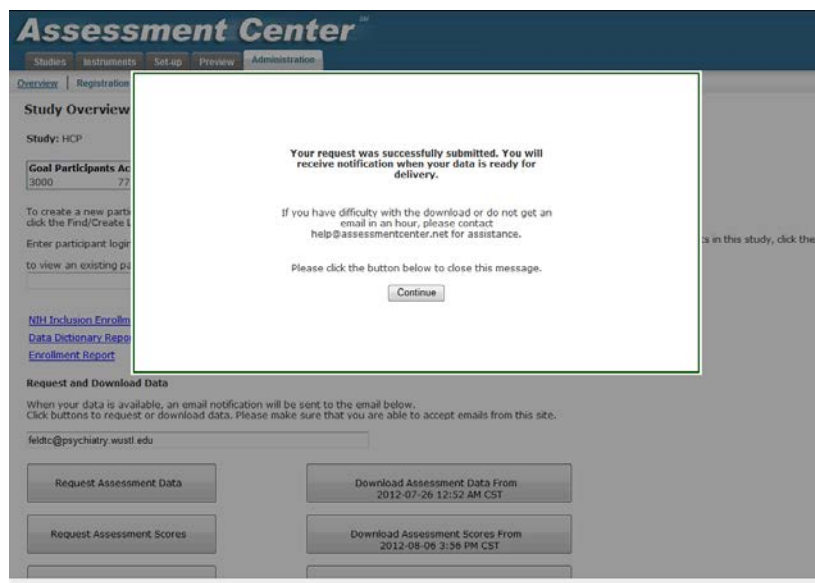 Assessment Center SM
Studies Instruments Set-up Preview Administration
Overview | Registration
Study Overview
Study: HCP
Goal Participants Ac
3000 77
To create a new parti
click the Find/Create L
Enter participant login
ts in this study, click the
to view an existing pa
Your request was successfully submitted. You will
receive notification when your data is ready for
delivery.
If you have difficulty with the download or do not get an
email in an hour, please contact
help@assessmentcenter.net for assistance.
Please click the button below to close this message.
Continue
NIH Inclusion Enrollm
Data Dictionary Repo
Enrollment Report
Request and Download Data
When your data is available, an email notification will be sent to the email below.
Click buttons to request or download data. Please make sure that you are able to accept emails from this site.
feldtc@psychiatry.wustl.edu
Request Assessment Data
Download Assessment Data From
2012-07-26 12:52 AM CST
Request Assessment Scores
Download Assessment Scores From
2012-08-06 3:56 PM CST